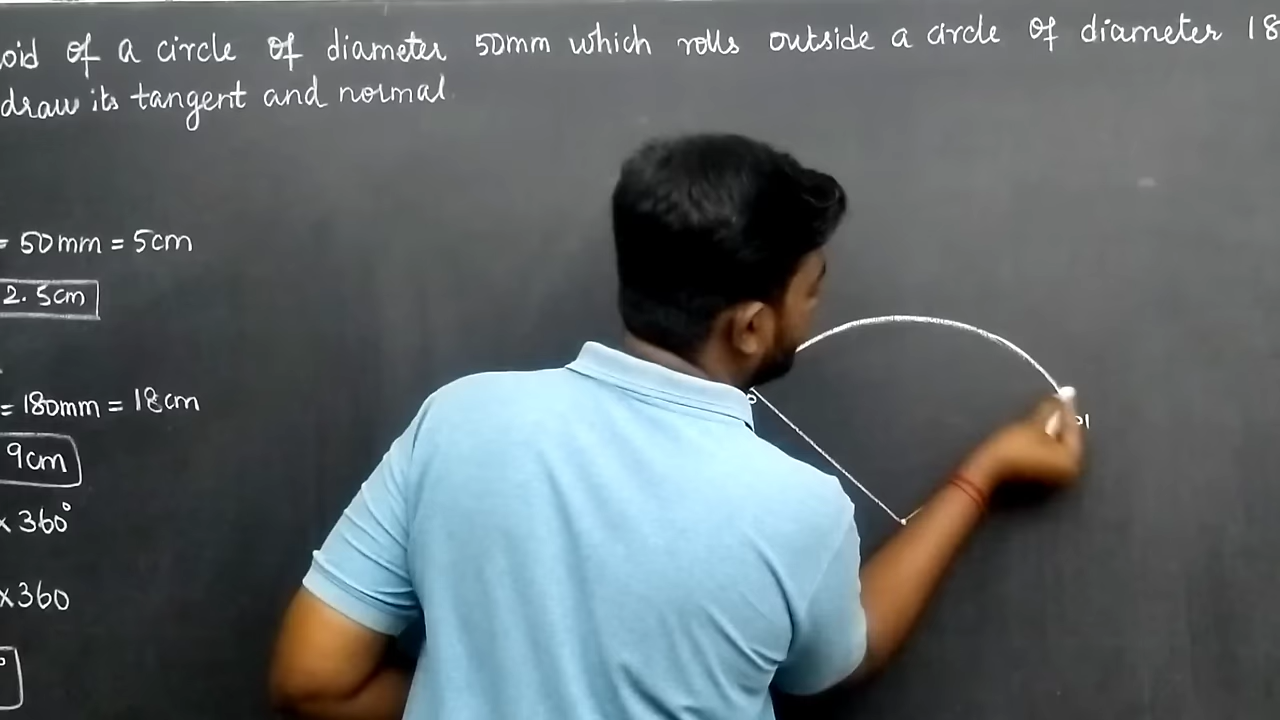 oid of a circle of diameter 50mm which rolls outside a circle of diameter 18
draw its tangent and normal
= 50mm = 5cm
2.5cm
= 180mm = 18cm
9cm
x 360°
x360
°